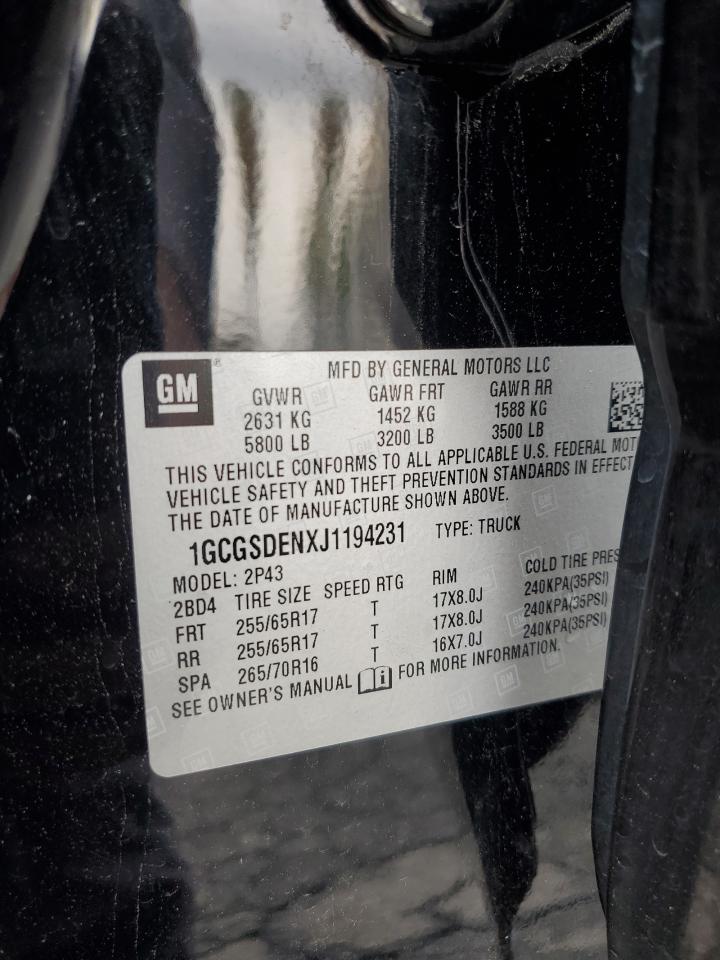 GM
MFD BY GENERAL MOTORS LLC
GVWR GAWR FRT GAWR RR
2631 KG 1452 KG 1588 KG
5800 LB 3200 LB 3500 LB
THIS VEHICLE CONFORMS TO ALL APPLICABLE U.S. FEDERAL MOT
VEHICLE SAFETY AND THEFT PREVENTION STANDARDS IN EFFECT
THE DATE OF MANUFACTURE SHOWN ABOVE.
1GCGSDENXJ1194231 TYPE: TRUCK
MODEL: 2P43
2BD4 TIRE SIZE SPEED RTG RIM COLD TIRE PRES
FRT 255/65R17 T 17X8.0J 240KPA(35PSI)
RR 255/65R17 T 17X8.0J 240KPA(35PSI)
SPA 265/70R16 T 16X7.0J 240KPA(35PSI)
SEE OWNER'S MANUAL FOR MORE INFORMATION.